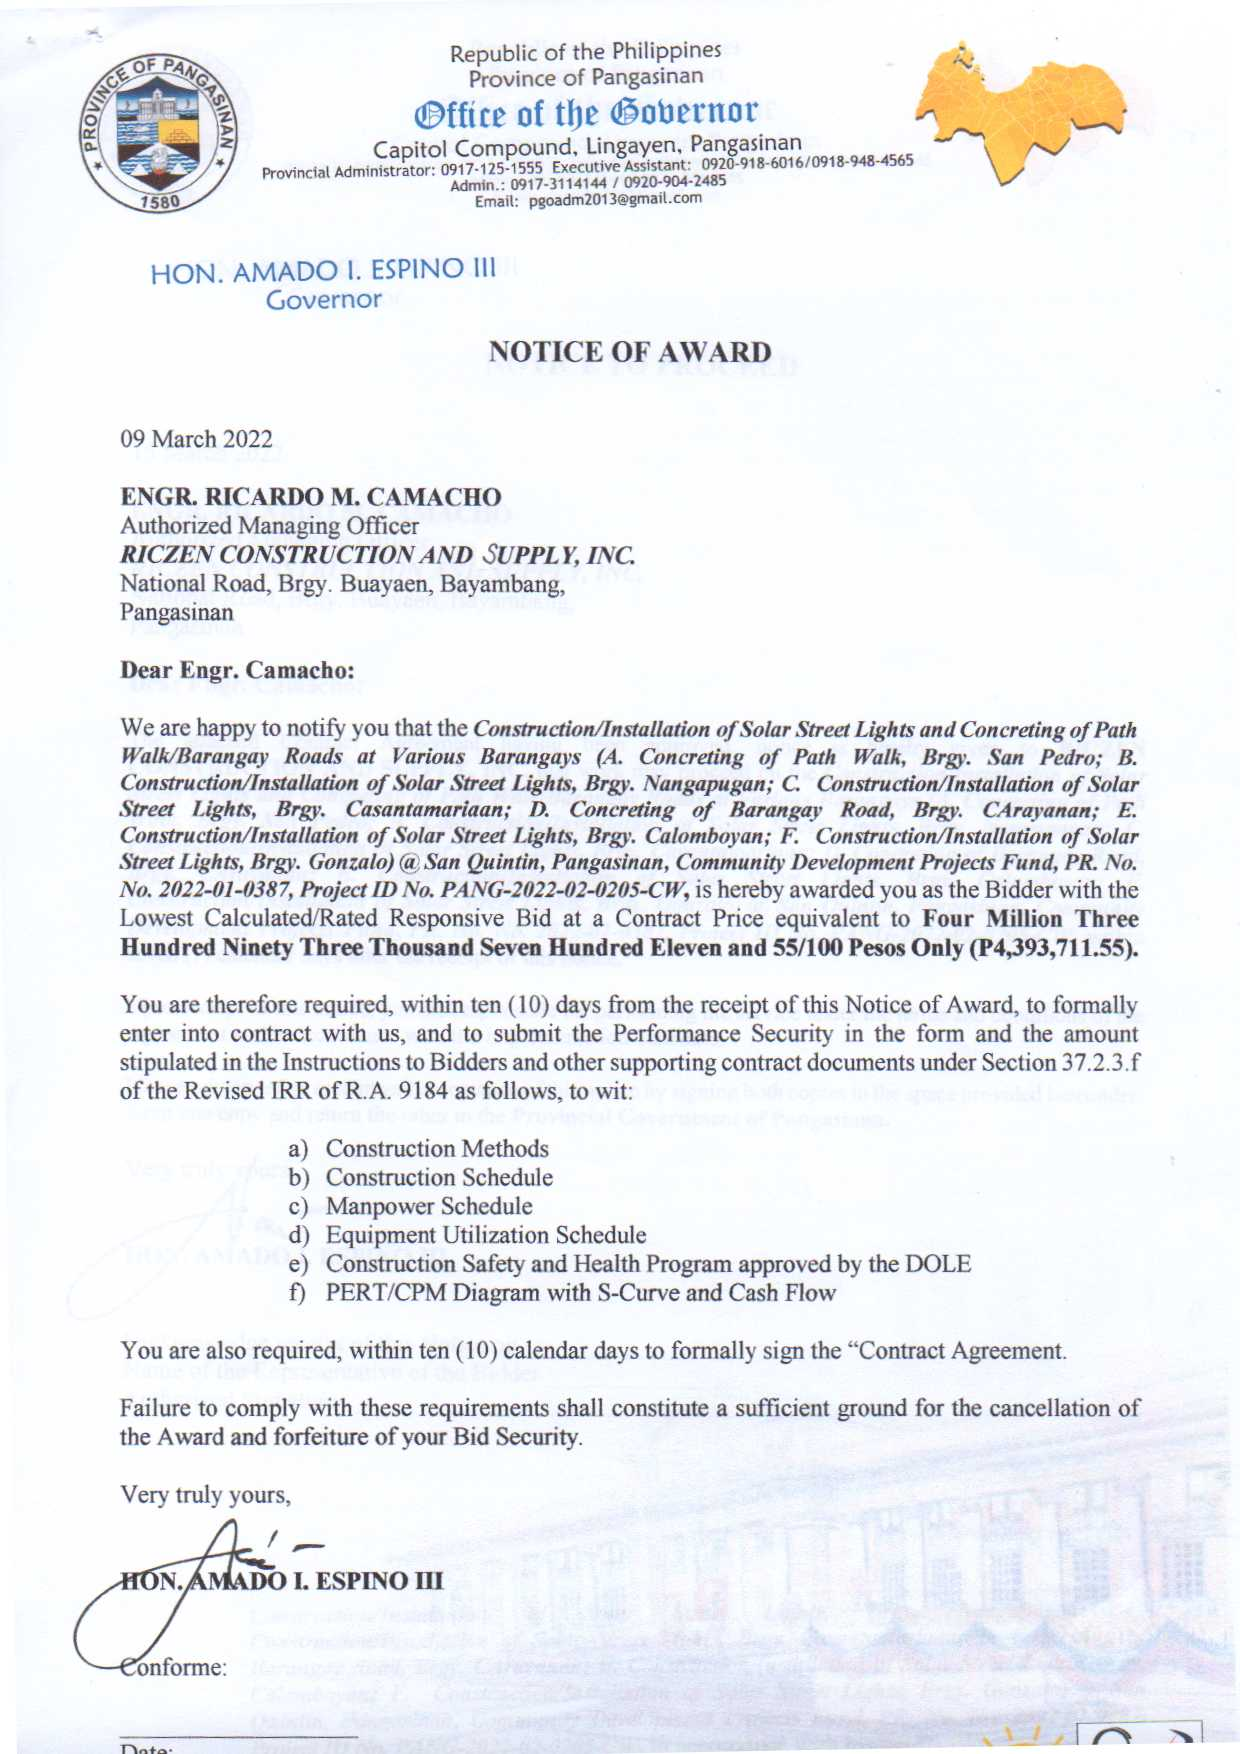 PROVINCE OF PANGASINAN
1580
Republic of the Philippines
Province of Pangasinan
Office of the Governor
Capitol Compound, Lingayen, Pangasinan
Provincial Administrator: 0917-125-1555 Executive Assistant: 0920-918-6016/0918-948-4565
Admin.: 0917-3114144 / 0920-904-2485
Email: pgoadm2013@gmail.com
HON. AMADO I. ESPINO III
Governor
NOTICE OF AWARD
09 March 2022
ENGR. RICARDO M. CAMACHO
Authorized Managing Officer
RICZEN CONSTRUCTION AND SUPPLY, INC.
National Road, Brgy. Buayaen, Bayambang,
Pangasinan
Dear Engr. Camacho:
We are happy to notify you that the Construction/Installation of Solar Street Lights and Concreting of Path
Walk/Barangay Roads at Various Barangays (A. Concreting of Path Walk, Brgy. San Pedro; B.
Construction/Installation of Solar Street Lights, Brgy. Nangapugan; C. Construction/Installation of Solar
Street Lights, Brgy. Casantamariaan; D. Concreting of Barangay Road, Brgy. CArayanan; E.
Construction/Installation of Solar Street Lights, Brgy. Calomboyan; F. Construction/Installation of Solar
Street Lights, Brgy. Gonzalo) @ San Quintin, Pangasinan, Community Development Projects Fund, PR. No.
No. 2022-01-0387, Project ID No. PANG-2022-02-0205-CW, is hereby awarded you as the Bidder with the
Lowest Calculated/Rated Responsive Bid at a Contract Price equivalent to Four Million Three
Hundred Ninety Three Thousand Seven Hundred Eleven and 55/100 Pesos Only (P4,393,711.55).
You are therefore required, within ten (10) days from the receipt of this Notice of Award, to formally
enter into contract with us, and to submit the Performance Security in the form and the amount
stipulated in the Instructions to Bidders and other supporting contract documents under Section 37.2.3.f
of the Revised IRR of R.A. 9184 as follows, to wit:
a) Construction Methods
b) Construction Schedule
c) Manpower Schedule
d) Equipment Utilization Schedule
e) Construction Safety and Health Program approved by the DOLE
f) PERT/CPM Diagram with S-Curve and Cash Flow
You are also required, within ten (10) calendar days to formally sign the “Contract Agreement.
Failure to comply with these requirements shall constitute a sufficient ground for the cancellation of
the Award and forfeiture of your Bid Security.
Very truly yours,
HON. AMADO I. ESPINO III
Conforme:
Date: